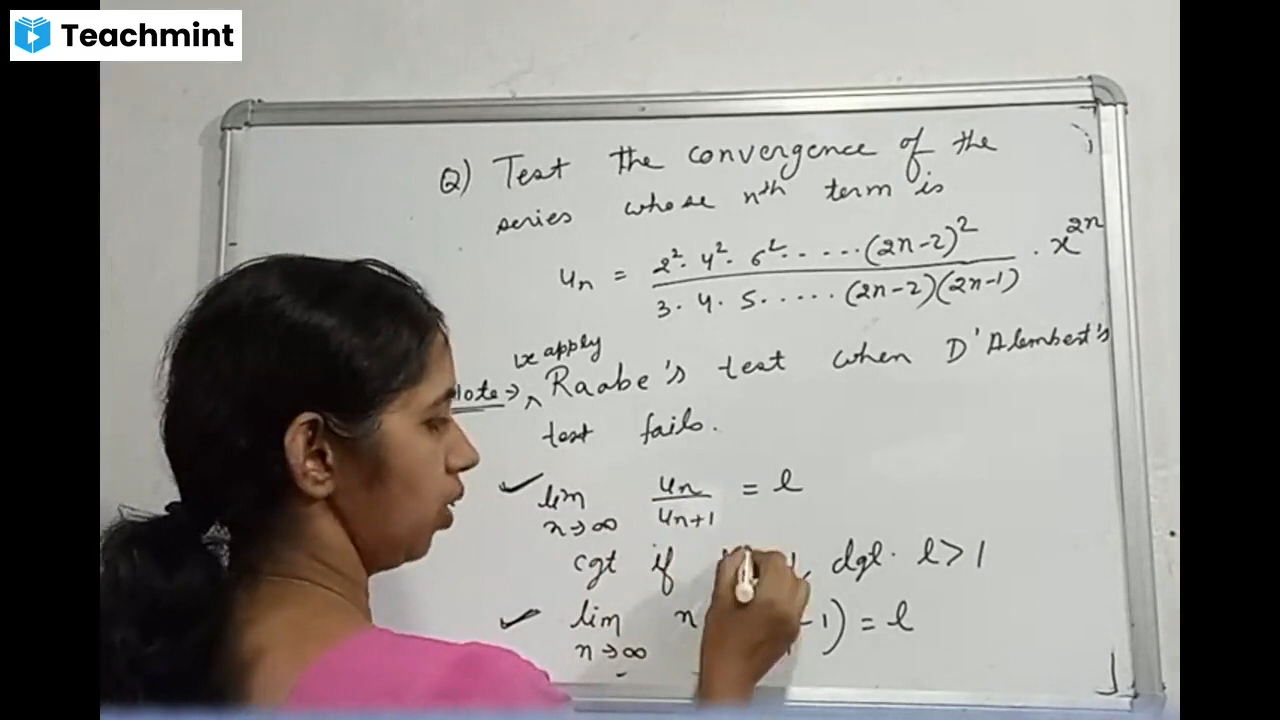 Teachmint
Q) Test the convergence of the
series whose nth term is
un = 2². 4². 6². . . . . .(2n-2)² / 3. 4. 5. . . . . . (2n-2)(2n-1) . x²ⁿ
we apply
Note → ^ Raabe's test when D'Alembert's
test fails.
✓ lim n→∞ un/un+1 = l
cgt if dgt. l > 1
✓ lim n→∞ n -1) = l